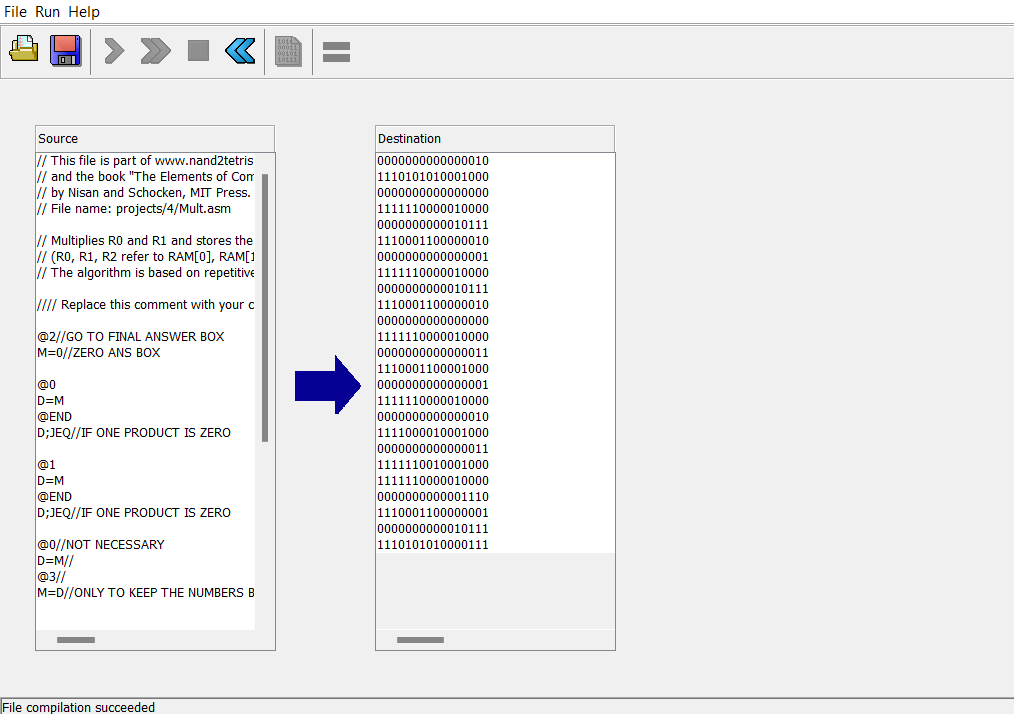 File Run Help
Source
// This file is part of www.nand2tetris
// and the book "The Elements of Com
// by Nisan and Schocken, MIT Press.
// File name: projects/4/Mult.asm
// Multiplies R0 and R1 and stores the
// (R0, R1, R2 refer to RAM[0], RAM[1
// The algorithm is based on repetitive
//// Replace this comment with your c
@2//GO TO FINAL ANSWER BOX
M=0//ZERO ANS BOX
@0
D=M
@END
D;JEQ//IF ONE PRODUCT IS ZERO
@1
D=M
@END
D;JEQ//IF ONE PRODUCT IS ZERO
@0//NOT NECESSARY
D=M//
@3//
M=D//ONLY TO KEEP THE NUMBERS B
Destination
0000000000000010
1110101010001000
0000000000000000
1111110000010000
0000000000010111
1110001100000010
0000000000000001
1111110000010000
0000000000010111
1110001100000010
0000000000000000
1111110000010000
0000000000000011
1110001100001000
0000000000000001
1111110000010000
0000000000000010
1111000010001000
0000000000000011
1111110010001000
1111110000010000
0000000000001110
1110001100000001
0000000000010111
1110101010000111
File compilation succeeded